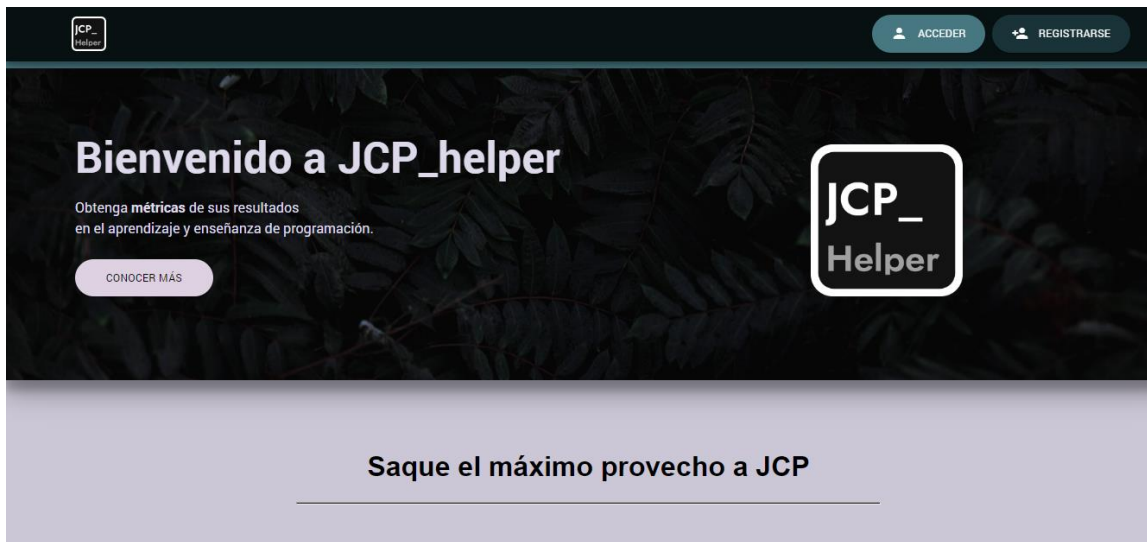 JCP_
Helper
ACCEDER
REGISTRARSE
Bienvenido a JCP_helper
Obtenga métricas de sus resultados
en el aprendizaje y enseñanza de programación.
CONOCER MÁS
JCP_
Helper
Saque el máximo provecho a JCP